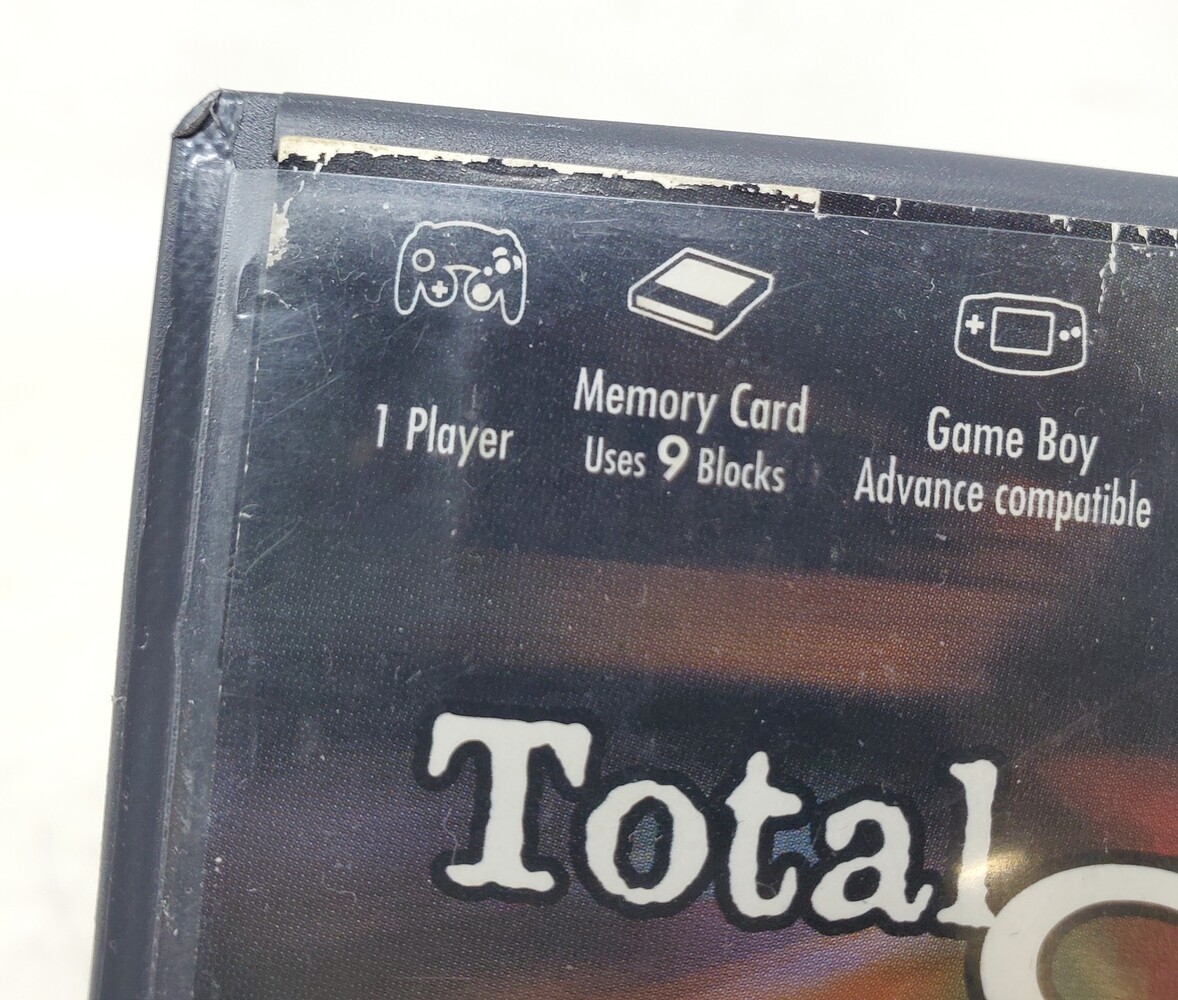 1 Player
Memory Card
Uses 9 Blocks
Game Boy
Advance compatible
Total